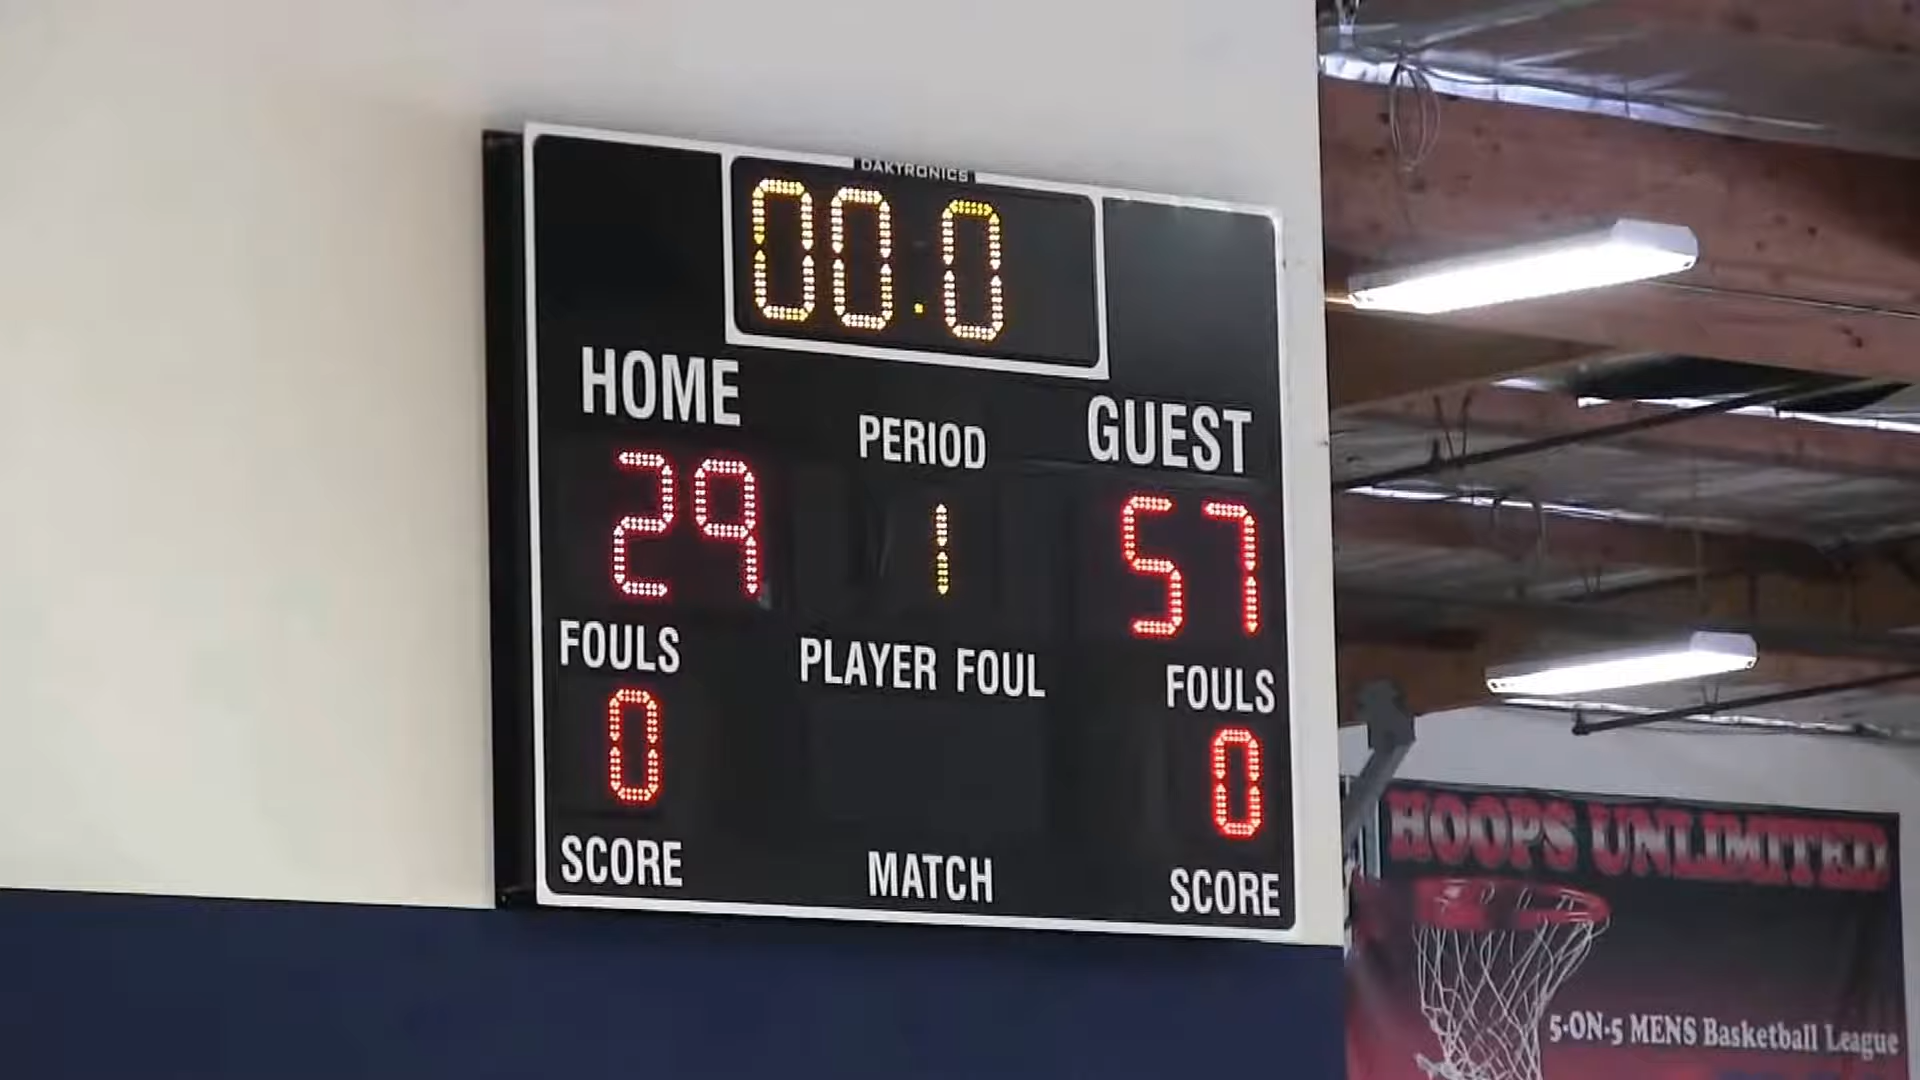 DAKTRONICS
00.0
HOME
PERIOD
GUEST
29
1
57
FOULS
PLAYER FOUL
FOULS
0
0
SCORE
MATCH
SCORE
HOOPS UNLIMITED
5-ON-5 MENS Basketball League